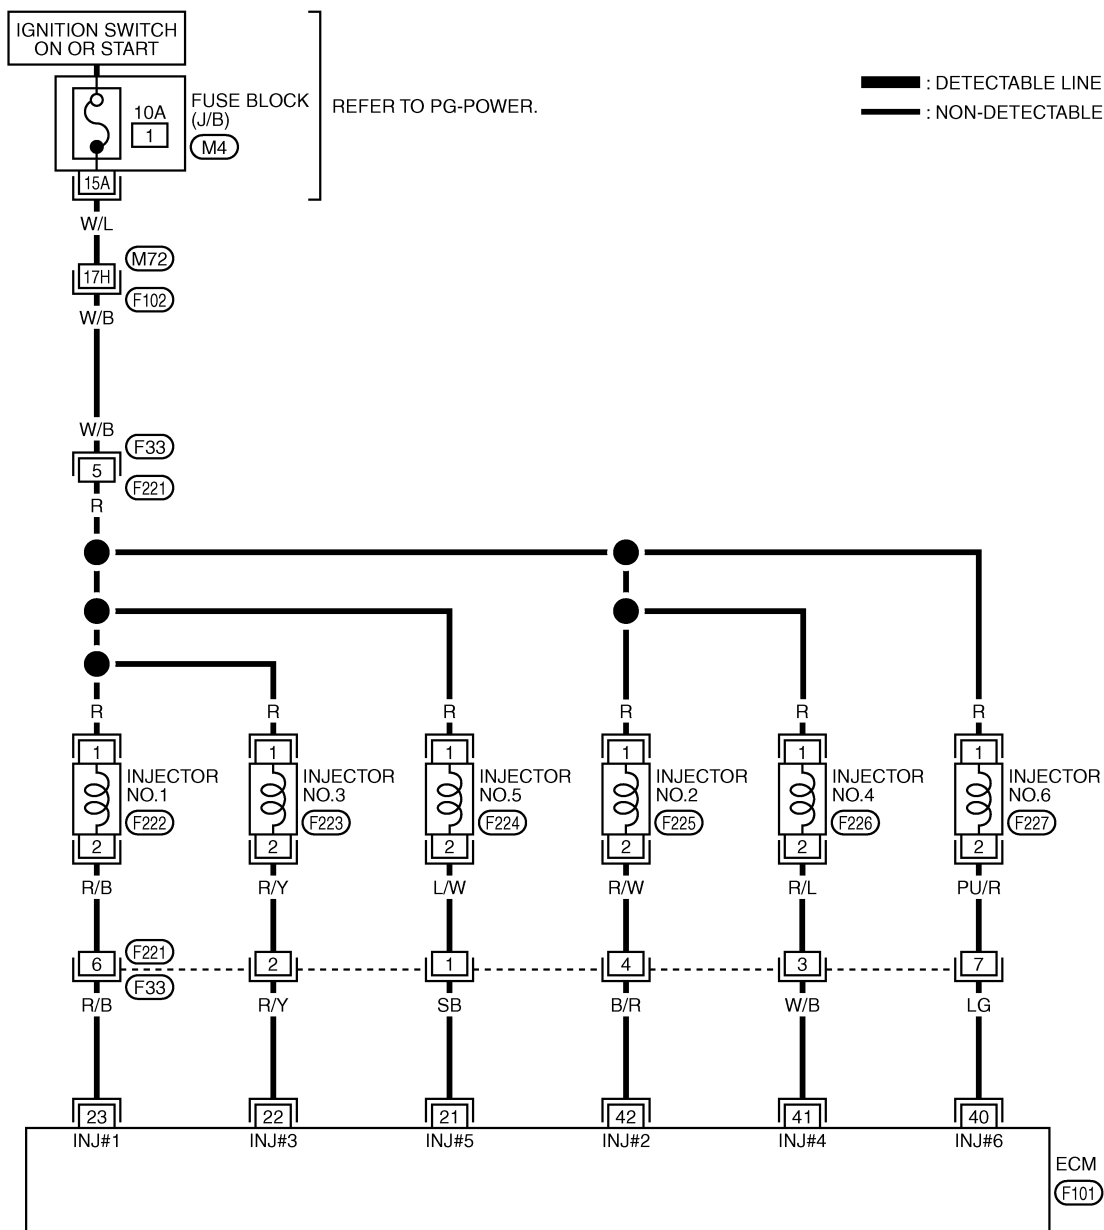 IGNITION SWITCH
ON OR START
10A
1
FUSE BLOCK
(J/B)
M4
REFER TO PG-POWER.
: DETECTABLE LINE
: NON-DETECTABLE
15A
W/L
17H
M72
F102
W/B
W/B
5
F33
F221
R
R R R R R R
1 1 1 1 1 1
INJECTOR NO.1 F222
INJECTOR NO.3 F223
INJECTOR NO.5 F224
INJECTOR NO.2 F225
INJECTOR NO.4 F226
INJECTOR NO.6 F227
2 2 2 2 2 2
R/B R/Y L/W R/W R/L PU/R
6 F221 2 1 4 3 7
F33
R/B R/Y SB B/R W/B LG
23 22 21 42 41 40
INJ#1 INJ#3 INJ#5 INJ#2 INJ#4 INJ#6
ECM
F101